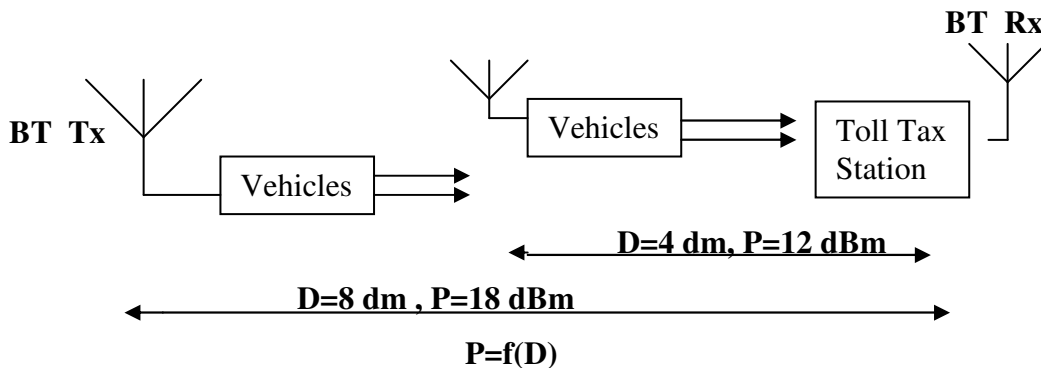 BT Rx
BT Tx
Vehicles
Vehicles
Toll Tax
Station
D=4 dm, P=12 dBm
D=8 dm , P=18 dBm
P=f(D)